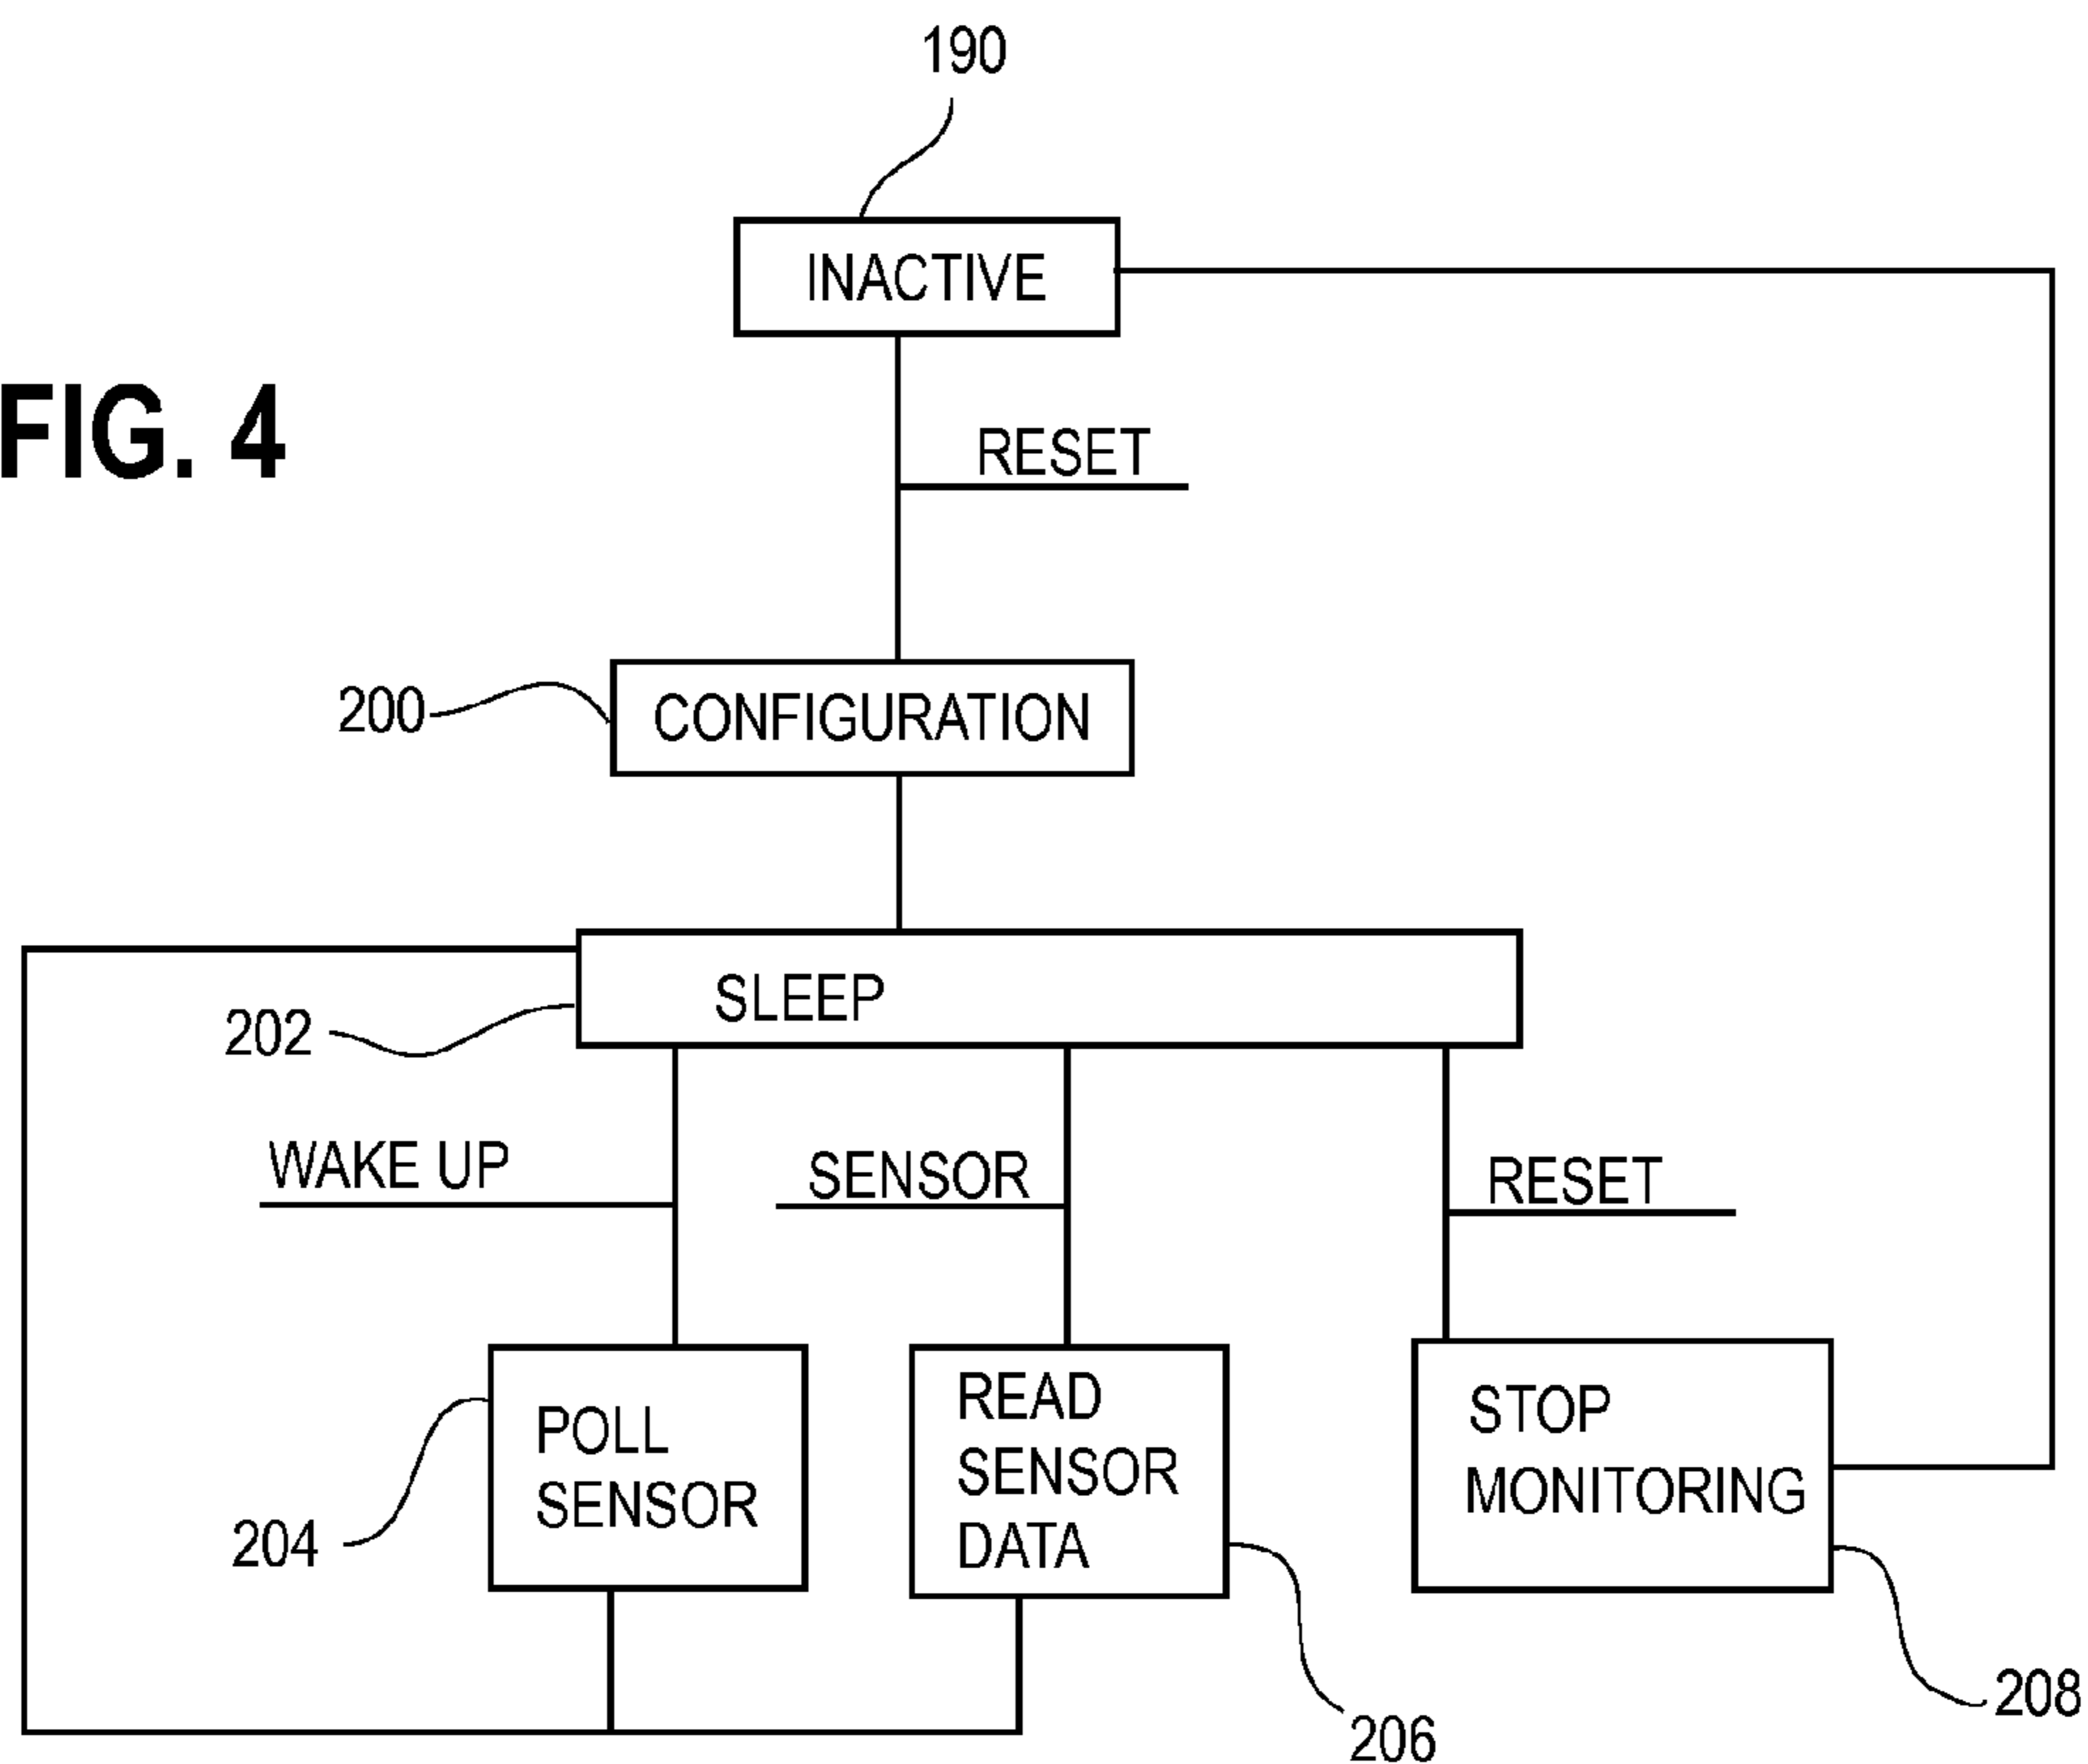 190
INACTIVE
FIG. 4
RESET
200
CONFIGURATION
SLEEP
202
WAKE UP
SENSOR
RESET
POLL
SENSOR
204
READ
SENSOR
DATA
206
STOP
MONITORING
208